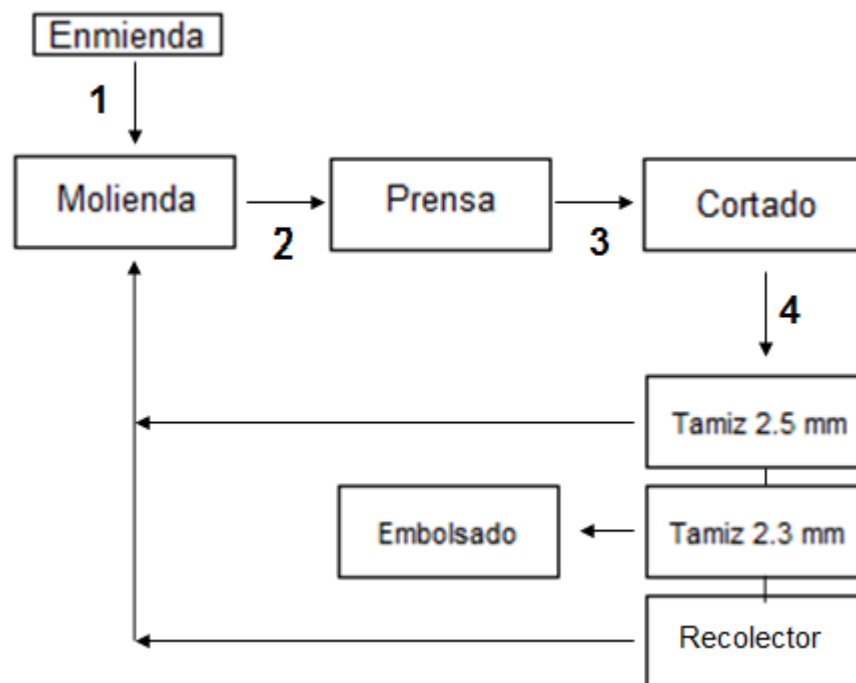 Enmienda
1
Molienda
2
Prensa
3
Cortado
4
Tamiz 2.5 mm
Embolsado
Tamiz 2.3 mm
Recolector